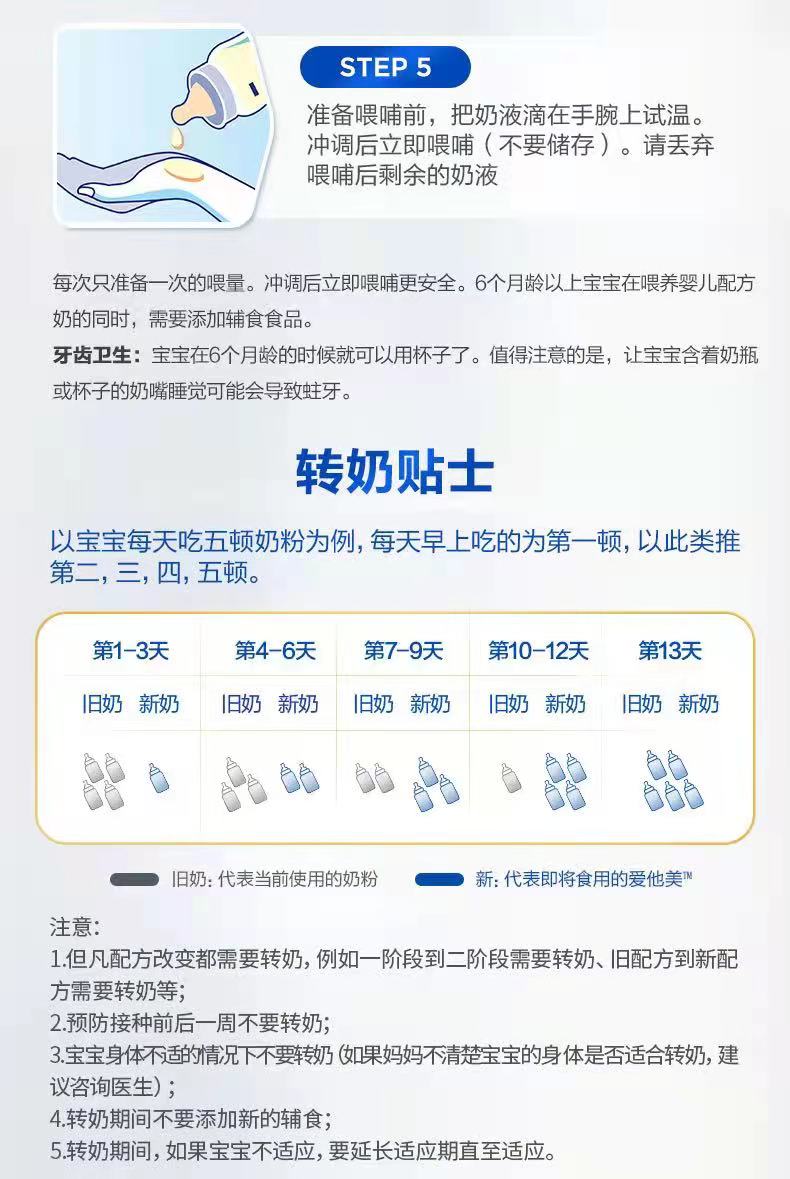 STEP 5
准备喂哺前，把奶液滴在手腕上试温。
冲调后立即喂哺（不要储存）。请丢弃
喂哺后剩余的奶液
每次只准备一次的喂量。冲调后立即喂哺更安全。6个月龄以上宝宝在喂养婴儿配方
奶的同时，需要添加辅食食品。
牙齿卫生：宝宝在6个月龄的时候就可以用杯子了。值得注意的是，让宝宝含着奶瓶
或杯子的奶嘴睡觉可能会导致蛀牙。
转奶贴士
以宝宝每天吃五顿奶粉为例，每天早上吃的为第一顿，以此类推
第二，三，四，五顿。
第1-3天 第4-6天 第7-9天 第10-12天 第13天
旧奶 新奶 旧奶 新奶 旧奶 新奶 旧奶 新奶 旧奶 新奶
旧奶：代表当前使用的奶粉 新：代表即将食用的爱他美™
注意：
1.但凡配方改变都需要转奶，例如一阶段到二阶段需要转奶、旧配方到新配
方需要转奶等；
2.预防接种前后一周不要转奶；
3.宝宝身体不适的情况下不要转奶（如果妈妈不清楚宝宝的身体是否适合转奶，建
议咨询医生）；
4.转奶期间不要添加新的辅食；
5.转奶期间，如果宝宝不适应，要延长适应期直至适应。